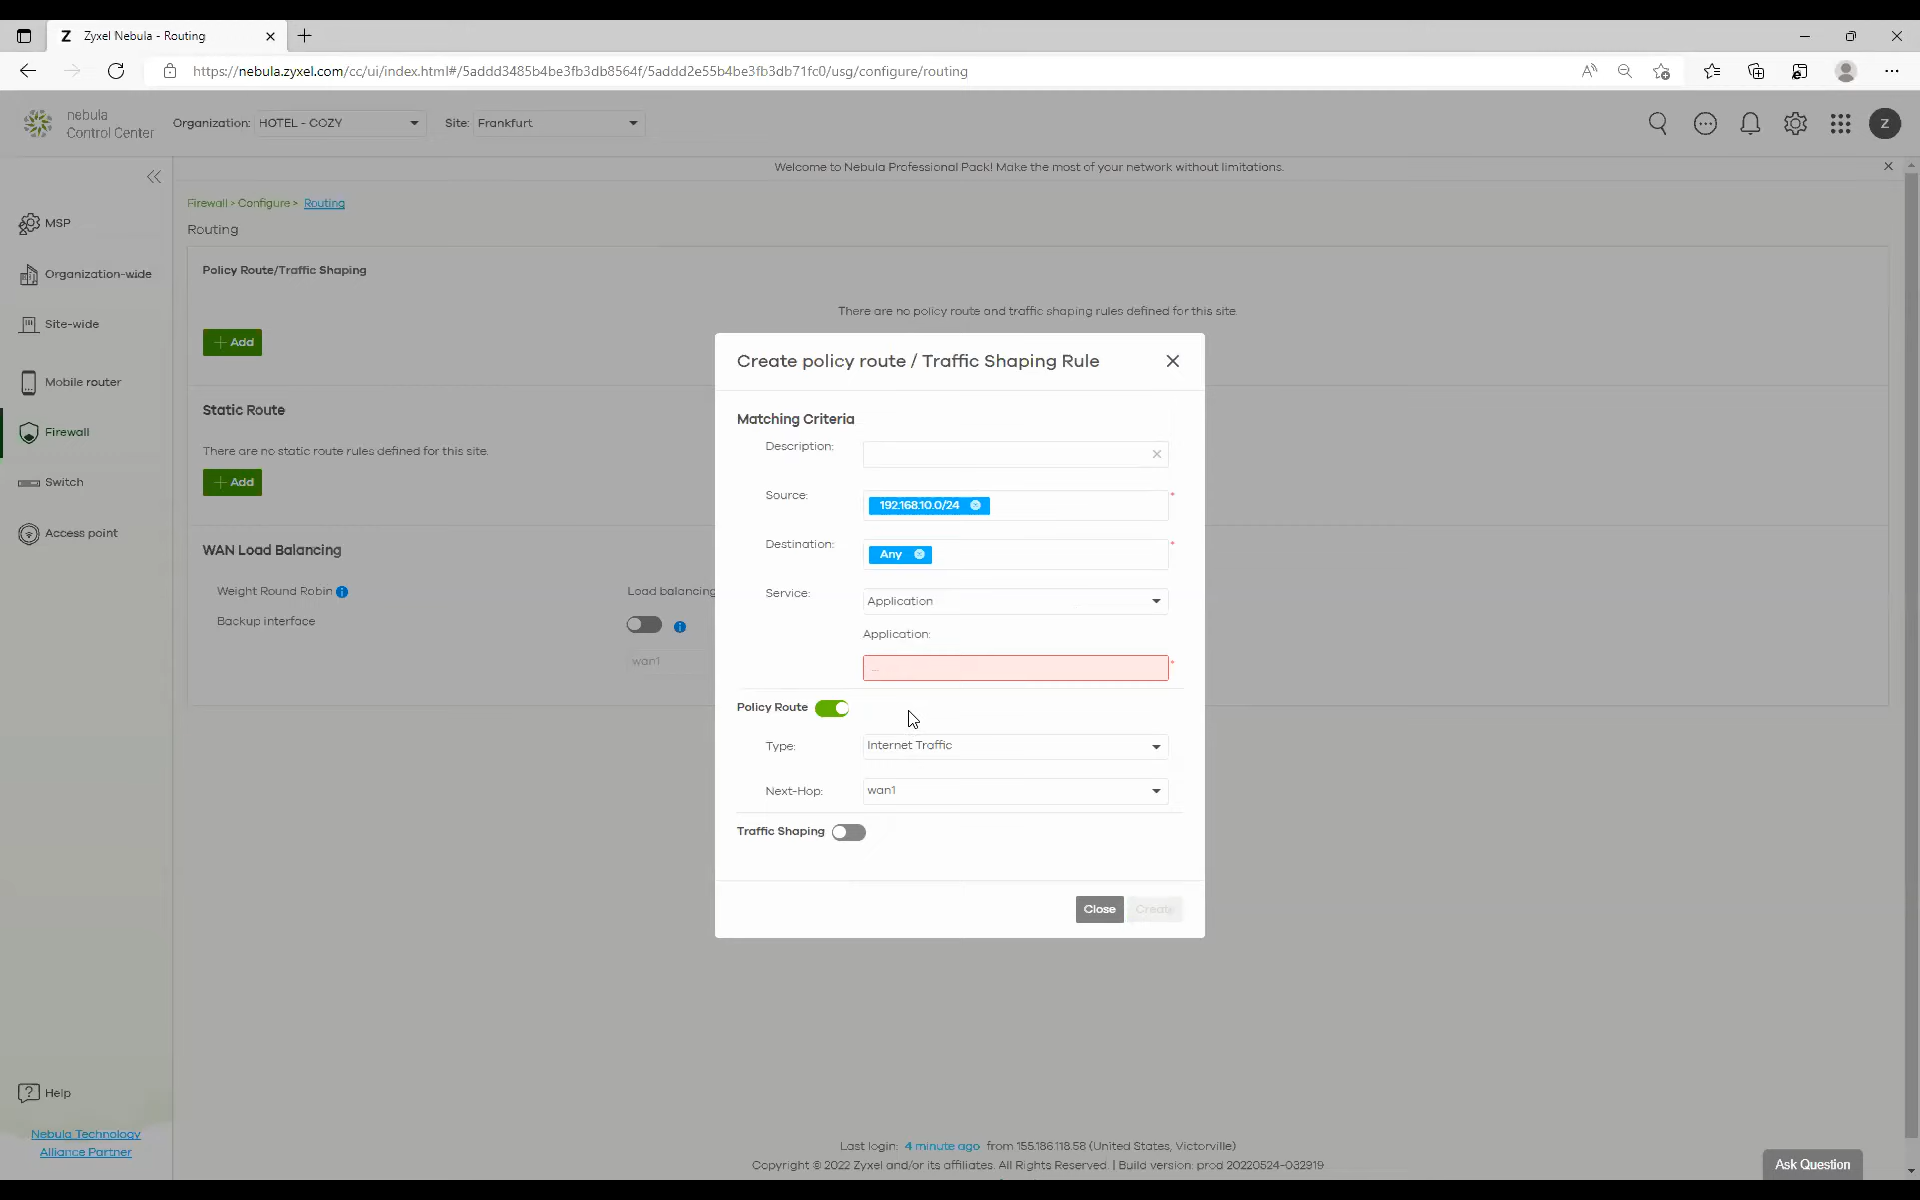 Zyxel Nebula - Routing
https://nebula.zyxel.com/cc/ui/index.html#/5addd3485b4be3fb3db8564f/5addd2e55b4be3fb3db71fc0/usg/configure/routing
nebula
Control Center
Organization: HOTEL - COZY
Site: Frankfurt
Z
Welcome to Nebula Professional Pack! Make the most of your network without limitations.
MSP
Organization-wide
Site-wide
Mobile router
Firewall
Switch
Access point
Help
Nebula Technology
Alliance Partner
Firewall > Configure > Routing
Routing
Policy Route/Traffic Shaping
There are no policy route and traffic shaping rules defined for this site.
+ Add
Static Route
There are no static route rules defined for this site.
+ Add
WAN Load Balancing
Weight Round Robin
Load balancing
Backup interface
wan1
Create policy route / Traffic Shaping Rule
Matching Criteria
Description:
Source: 192.168.10.0/24 *
Destination: Any *
Service: Application
Application:
... *
Policy Route
Type: Internet Traffic
Next-Hop: wan1
Traffic Shaping
Close Create
Last login: 4 minute ago from 155.186.118.58 (United States, Victorville)
Copyright © 2022 Zyxel and/or its affiliates. All Rights Reserved. | Build version: prod 20220524-032919
Ask Question